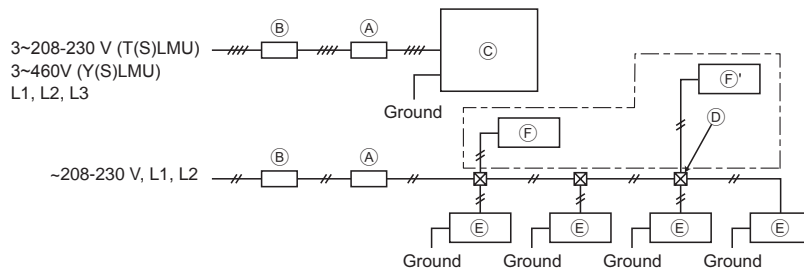 Ⓑ Ⓐ
3~208-230 V (T(S)LMU)
3~460V (Y(S)LMU)
L1, L2, L3
Ⓒ
Ground
Ⓕ'
Ⓕ
Ⓓ
Ⓑ Ⓐ
~208-230 V, L1, L2
Ⓔ Ⓔ Ⓔ Ⓔ
Ground Ground Ground Ground